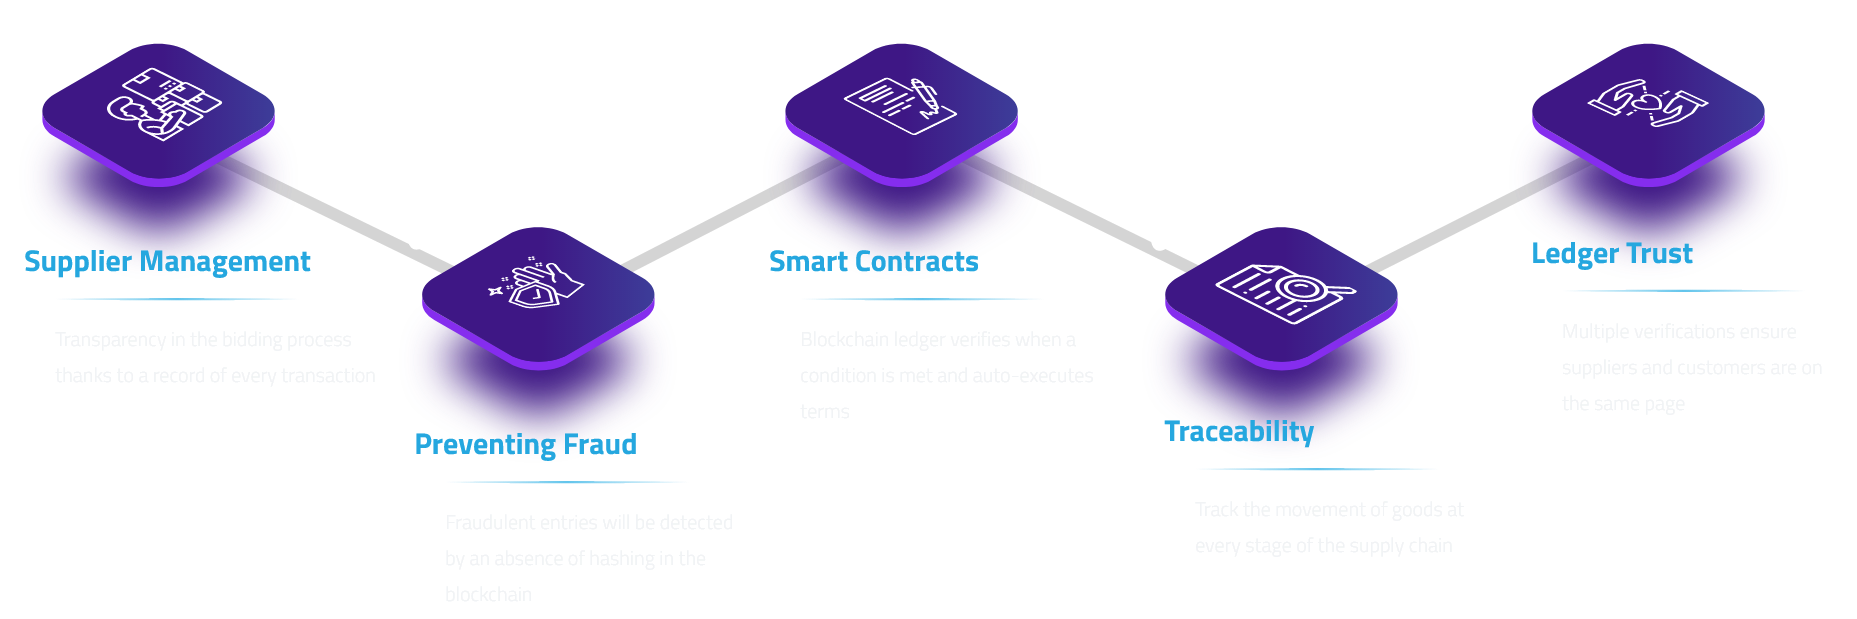 Supplier Management
Transparency in the bidding process
thanks to a record of every transaction
Preventing Fraud
Fraudulent entries will be detected
by an absence of hashing in the
blockchain
Smart Contracts
Blockchain ledger verifies when a
condition is met and auto-executes
terms
Traceability
Track the movement of goods at
every stage of the supply chain
Ledger Trust
Multiple verifications ensure
suppliers and customers are on
the same page